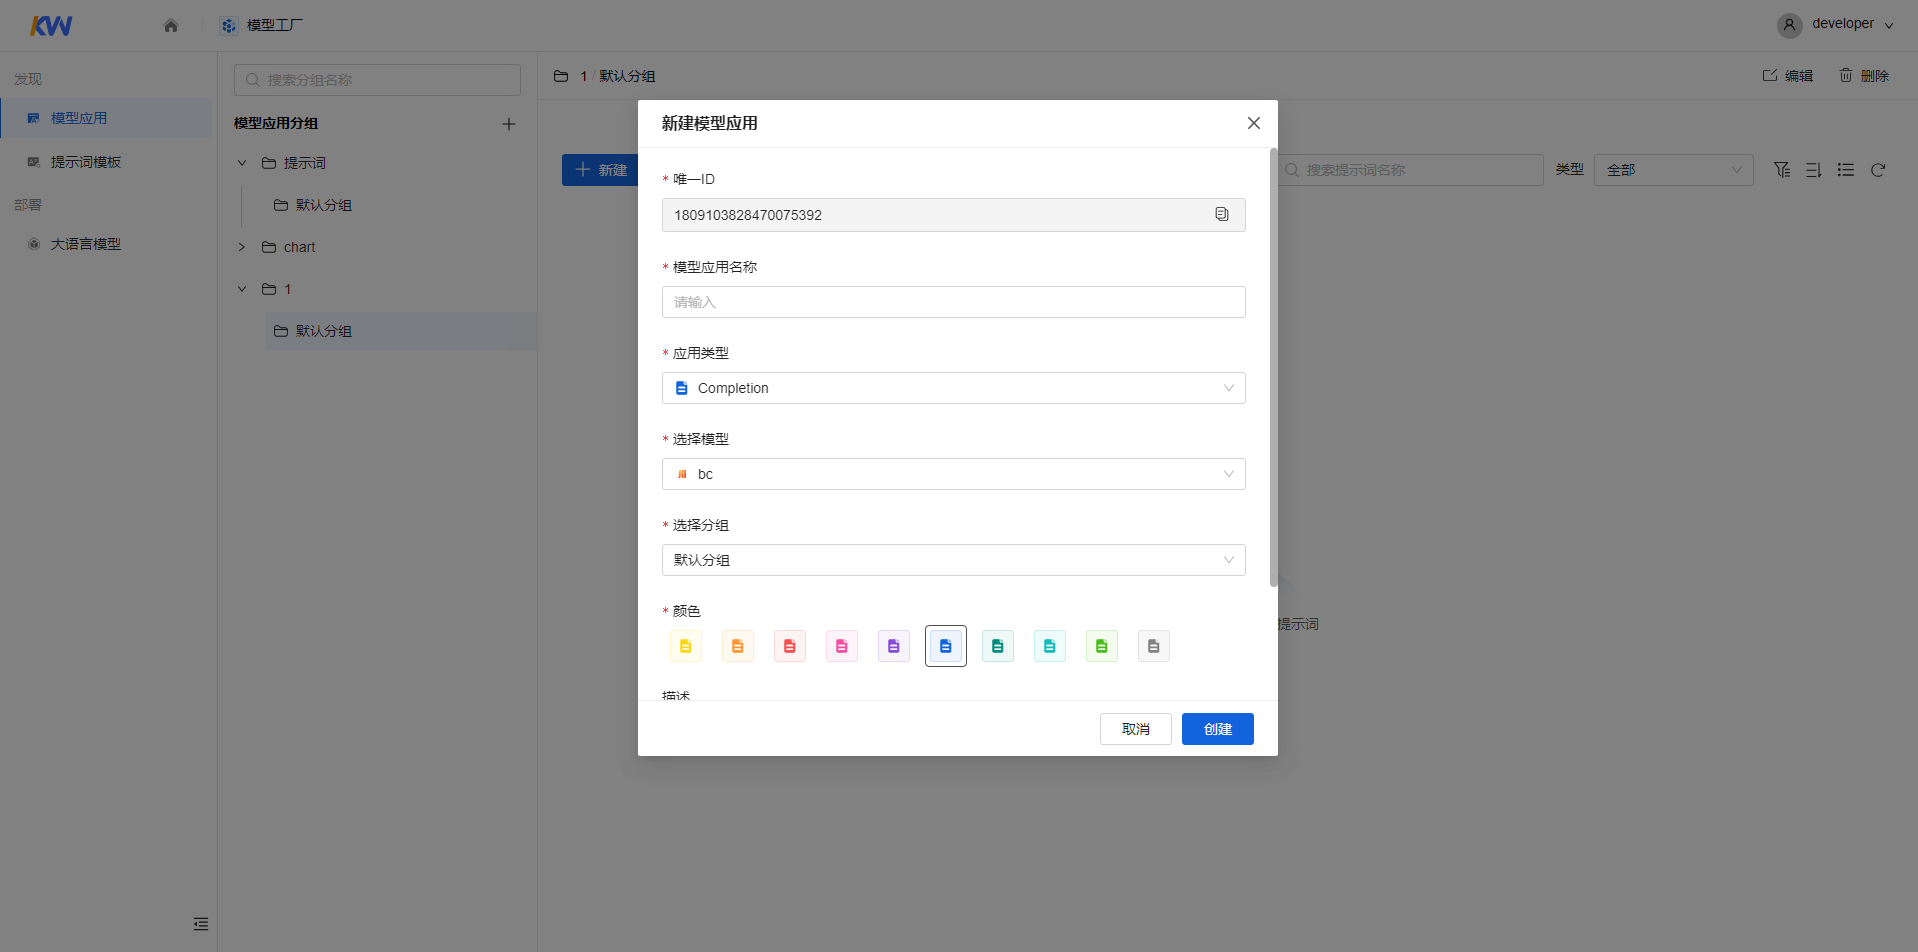 KW
模型工厂
developer
发现
模型应用
提示词模板
部署
大语言模型
搜索分组名称
模型应用分组
提示词
默认分组
chart
1
默认分组
1 / 默认分组
编辑
删除
新建
搜索提示词名称
类型
全部
提示词
新建模型应用
* 唯一ID
1809103828470075392
* 模型应用名称
请输入
* 应用类型
Completion
* 选择模型
bc
* 选择分组
默认分组
* 颜色
描述
取消
创建